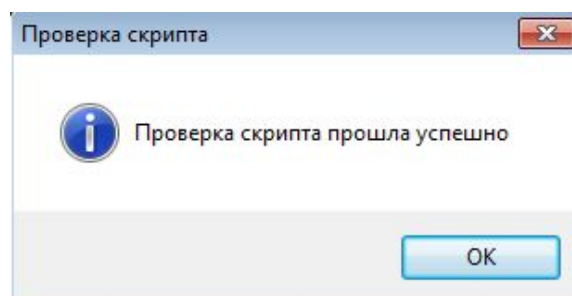 Проверка скрипта
Проверка скрипта прошла успешно
OK